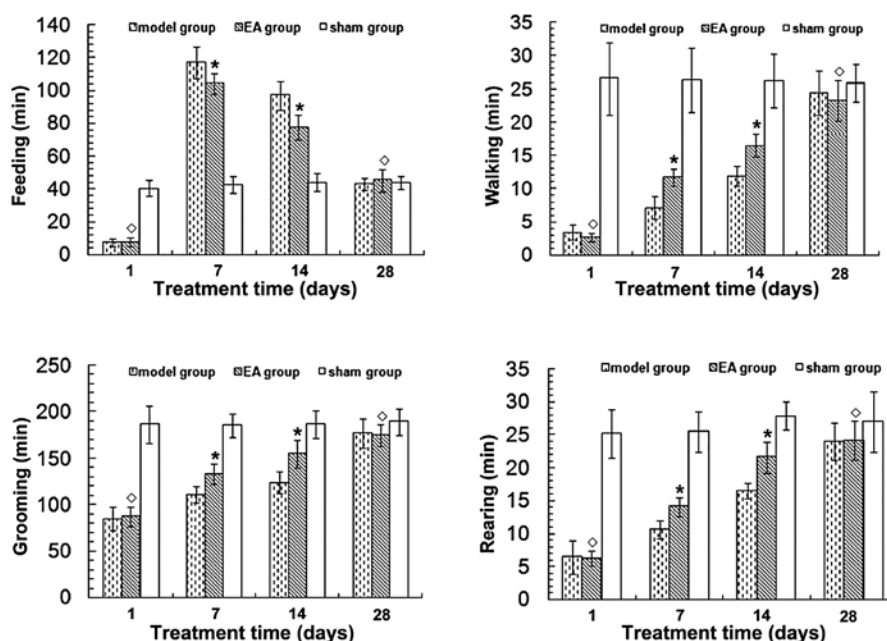 model group EA group sham group
Feeding (min)
140
120
100
80
60
40
20
0
* * ◇ ◇
1 7 14 28
Treatment time (days)
model group EA group sham group
Walking (min)
35
30
25
20
15
10
5
0
◇ * * ◇
1 7 14 28
Treatment time (days)
model group EA group sham group
Grooming (min)
250
200
150
100
50
0
◇ * * ◇
1 7 14 28
Treatment time (days)
model group EA group sham group
Rearing (min)
35
30
25
20
15
10
5
0
◇ * * ◇
1 7 14 28
Treatment time (days)